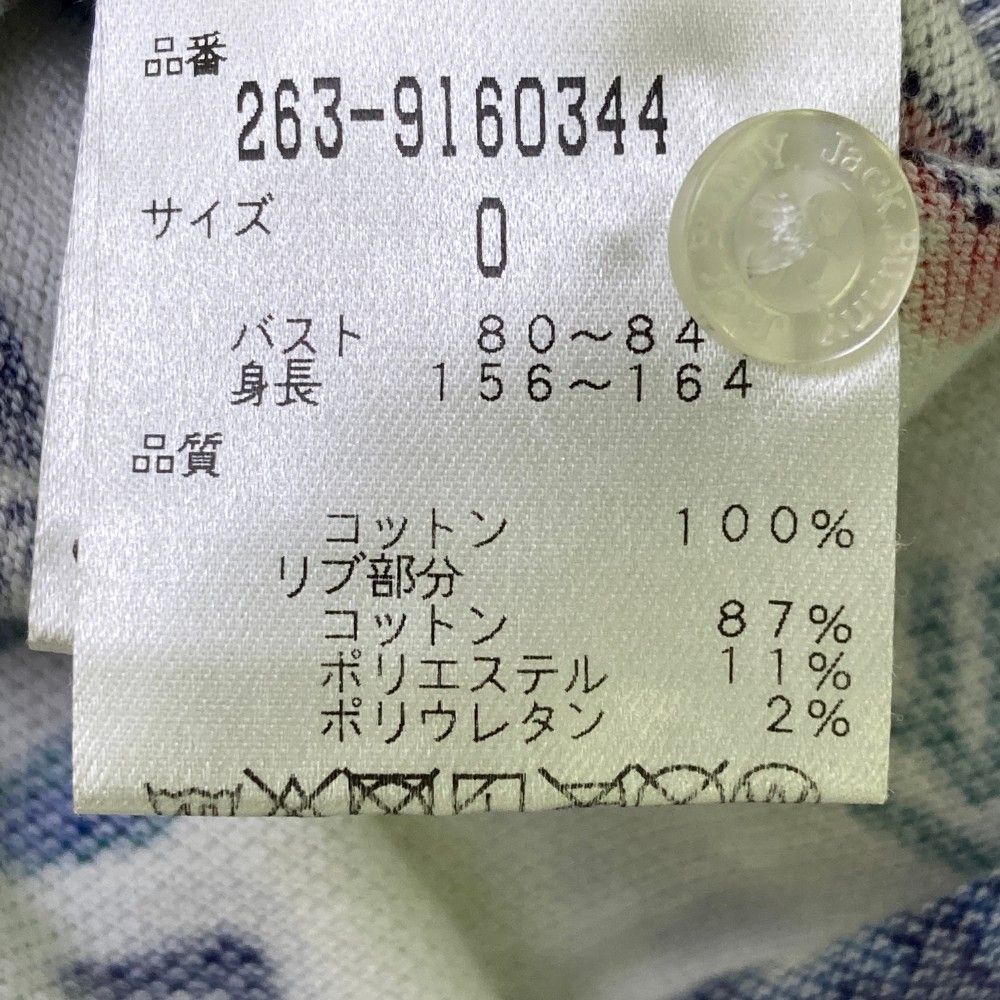 品番
263-9160344
サイズ 0
バスト 80～84
身長 156～164
品質
コットン 100%
リブ部分
コットン 87%
ポリエステル 11%
ポリウレタン 2%
Jack Bunny